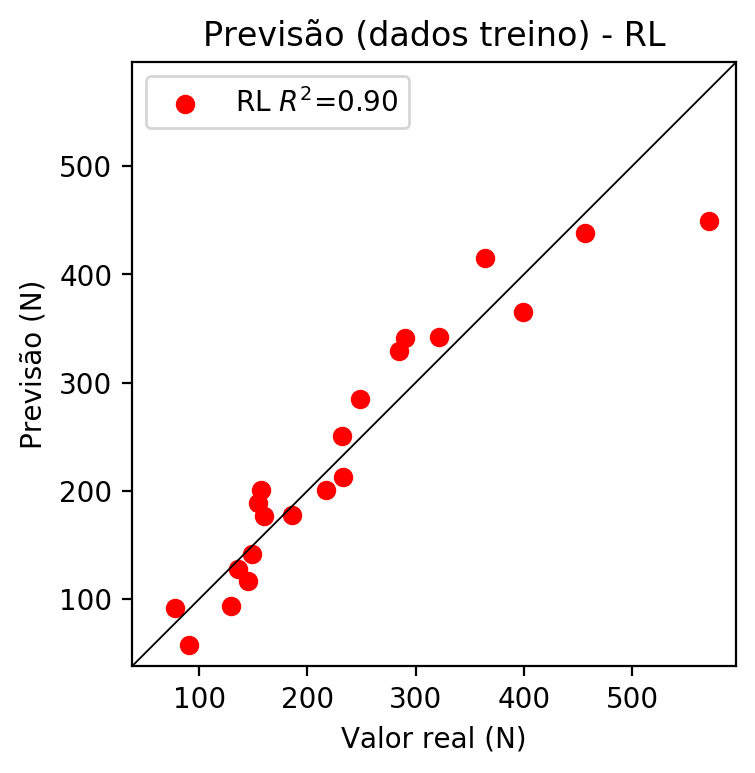 Previsão (dados treino) - RL
RL R²=0.90
Previsão (N)
500
400
300
200
100
100 200 300 400 500
Valor real (N)